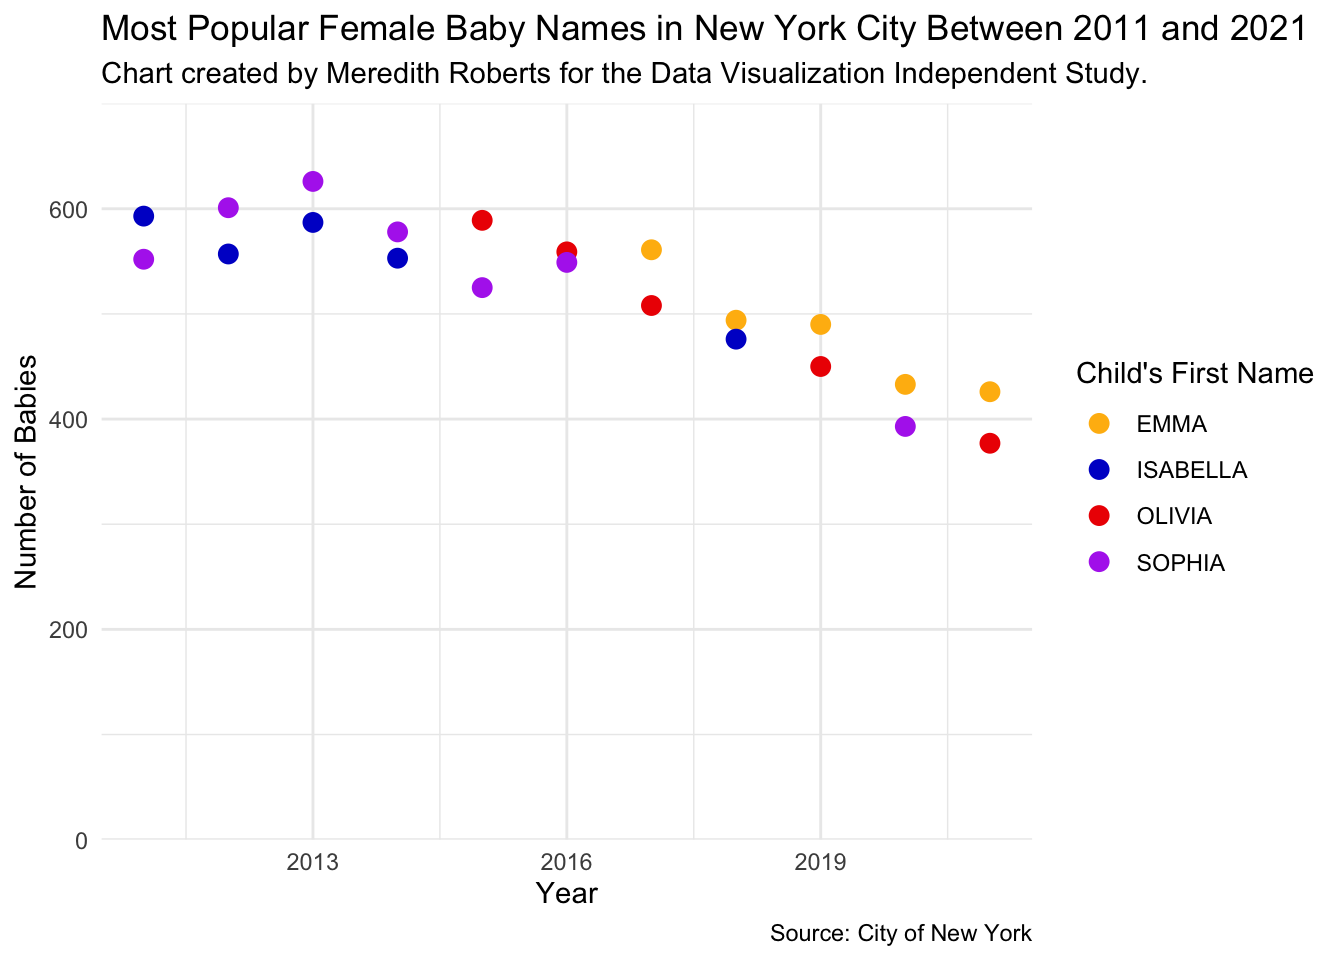 Most Popular Female Baby Names in New York City Between 2011 and 2021
Chart created by Meredith Roberts for the Data Visualization Independent Study.
Number of Babies
600
400
200
0
2013
2016
2019
Year
Child's First Name
EMMA
ISABELLA
OLIVIA
SOPHIA
Source: City of New York